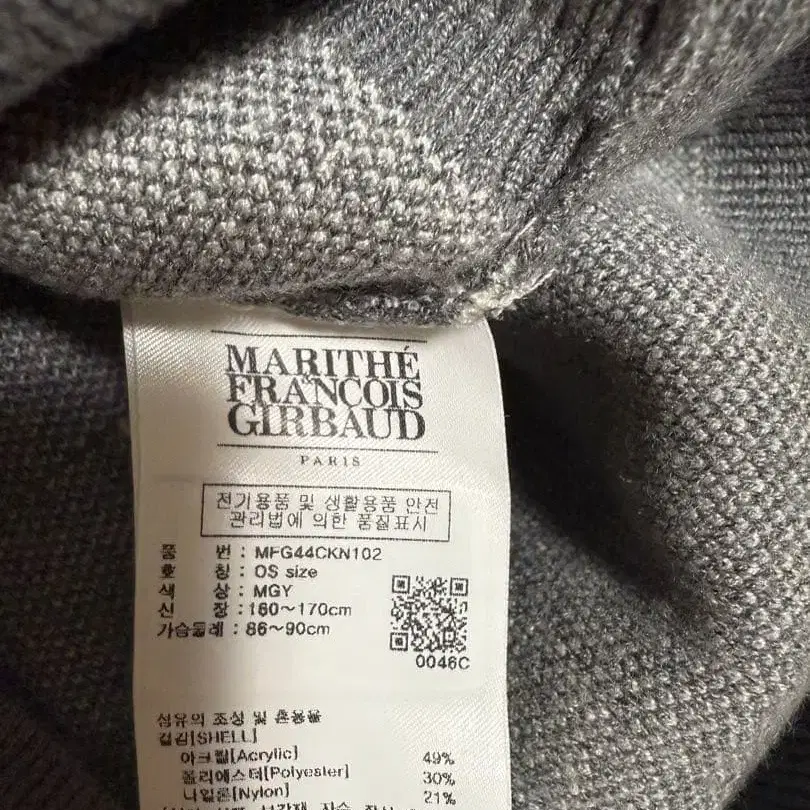 MARITHÉ
&
FRANCOIS
GIRBAUD
PARIS
전기용품 및 생활용품 안전
관리법에 의한 품질표시
품 번 : MFG44CKN102
호 칭 : OS size
색 상 : MGY
신 장 : 160~170cm
가슴둘레 : 86~90cm
0046C
섬유의 조성 및 혼용율
겉감[SHELL]
아크릴[Acrylic] 49%
폴리에스터[Polyester] 30%
나일론[Nylon] 21%